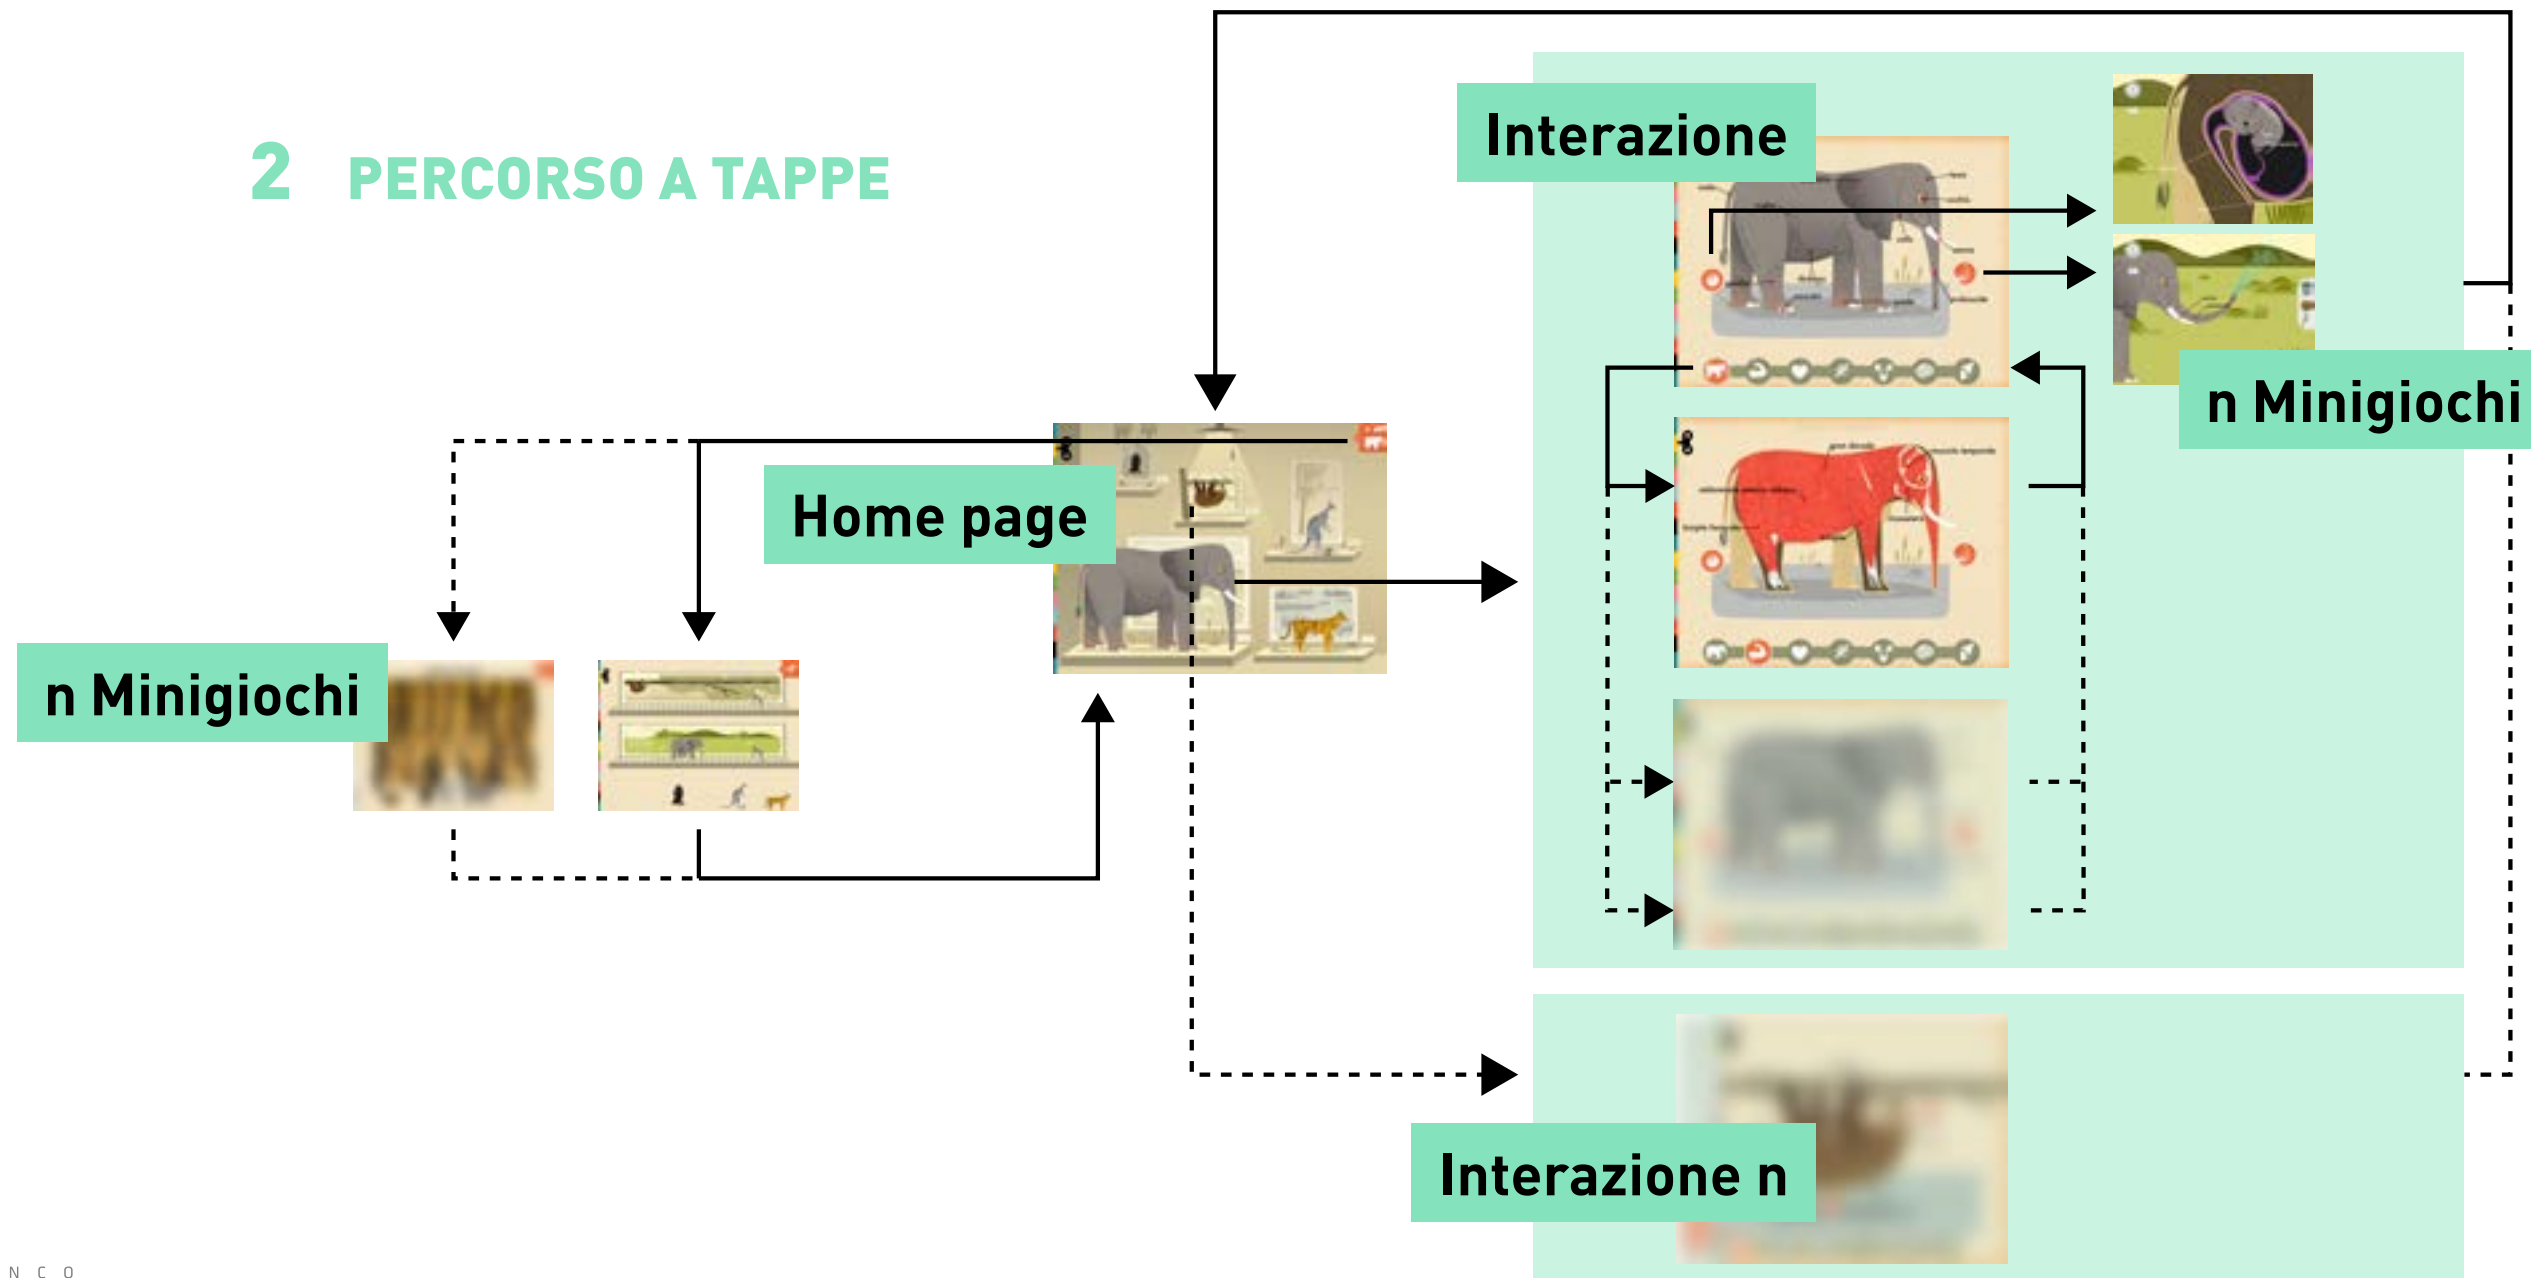 2 PERCORSO A TAPPE
Interazione
n Minigiochi
Home page
n Minigiochi
Interazione n
N C O